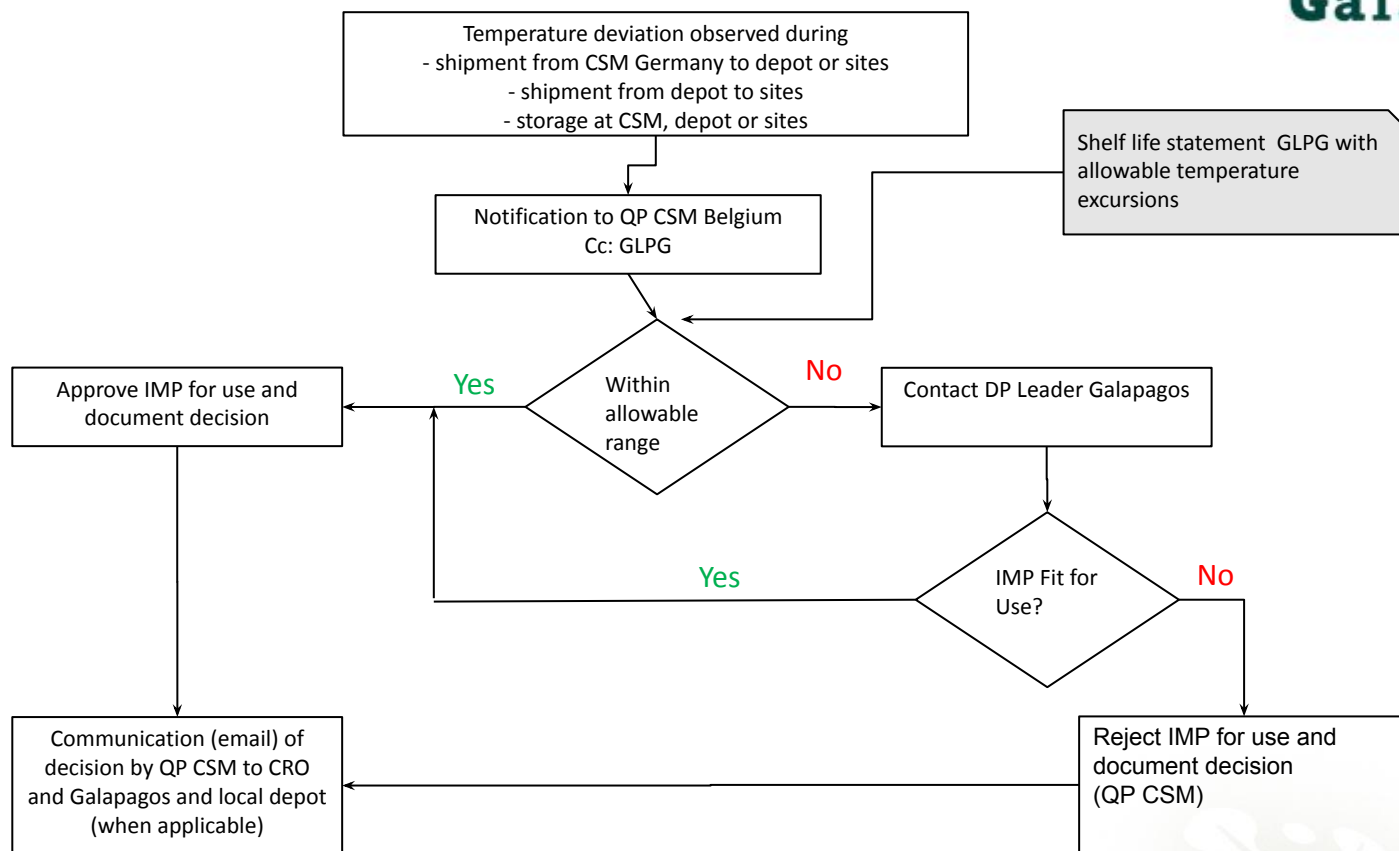 Temperature deviation observed during
- shipment from CSM Germany to depot or sites
- shipment from depot to sites
- storage at CSM, depot or sites
Shelf life statement  GLPG with
allowable temperature
excursions
Notification to QP CSM Belgium
Cc: GLPG
Within
allowable
range
Yes
No
Approve IMP for use and
document decision
Contact DP Leader Galapagos
IMP Fit for
Use?
Yes
No
Communication (email) of
decision by QP CSM to CRO
and Galapagos and local depot
(when applicable)
Reject IMP for use and
document decision
(QP CSM)